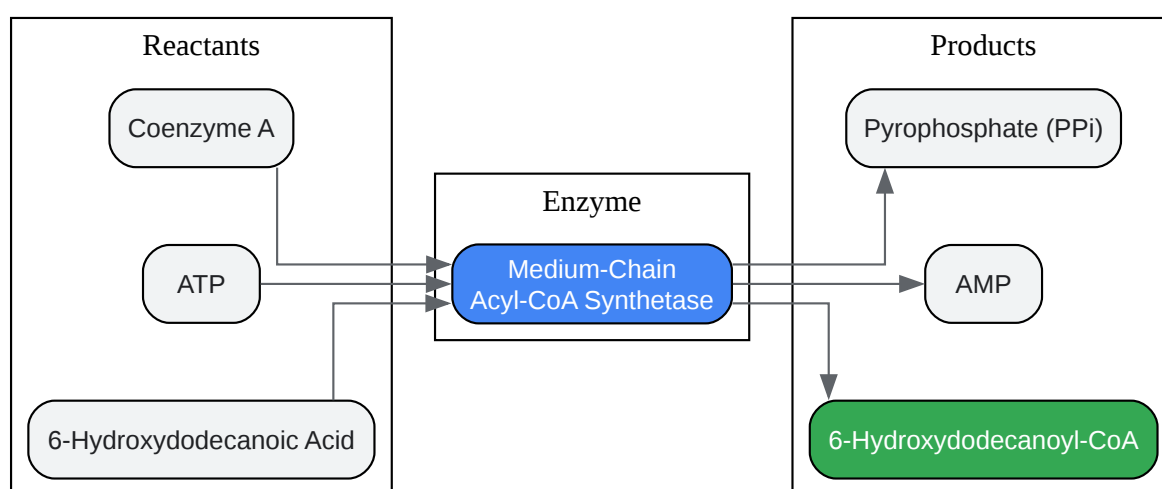 Reactants
Coenzyme A
ATP
6-Hydroxydodecanoic Acid
Enzyme
Medium-Chain
Acyl-CoA Synthetase
Products
Pyrophosphate (PPi)
AMP
6-Hydroxydodecanoyl-CoA